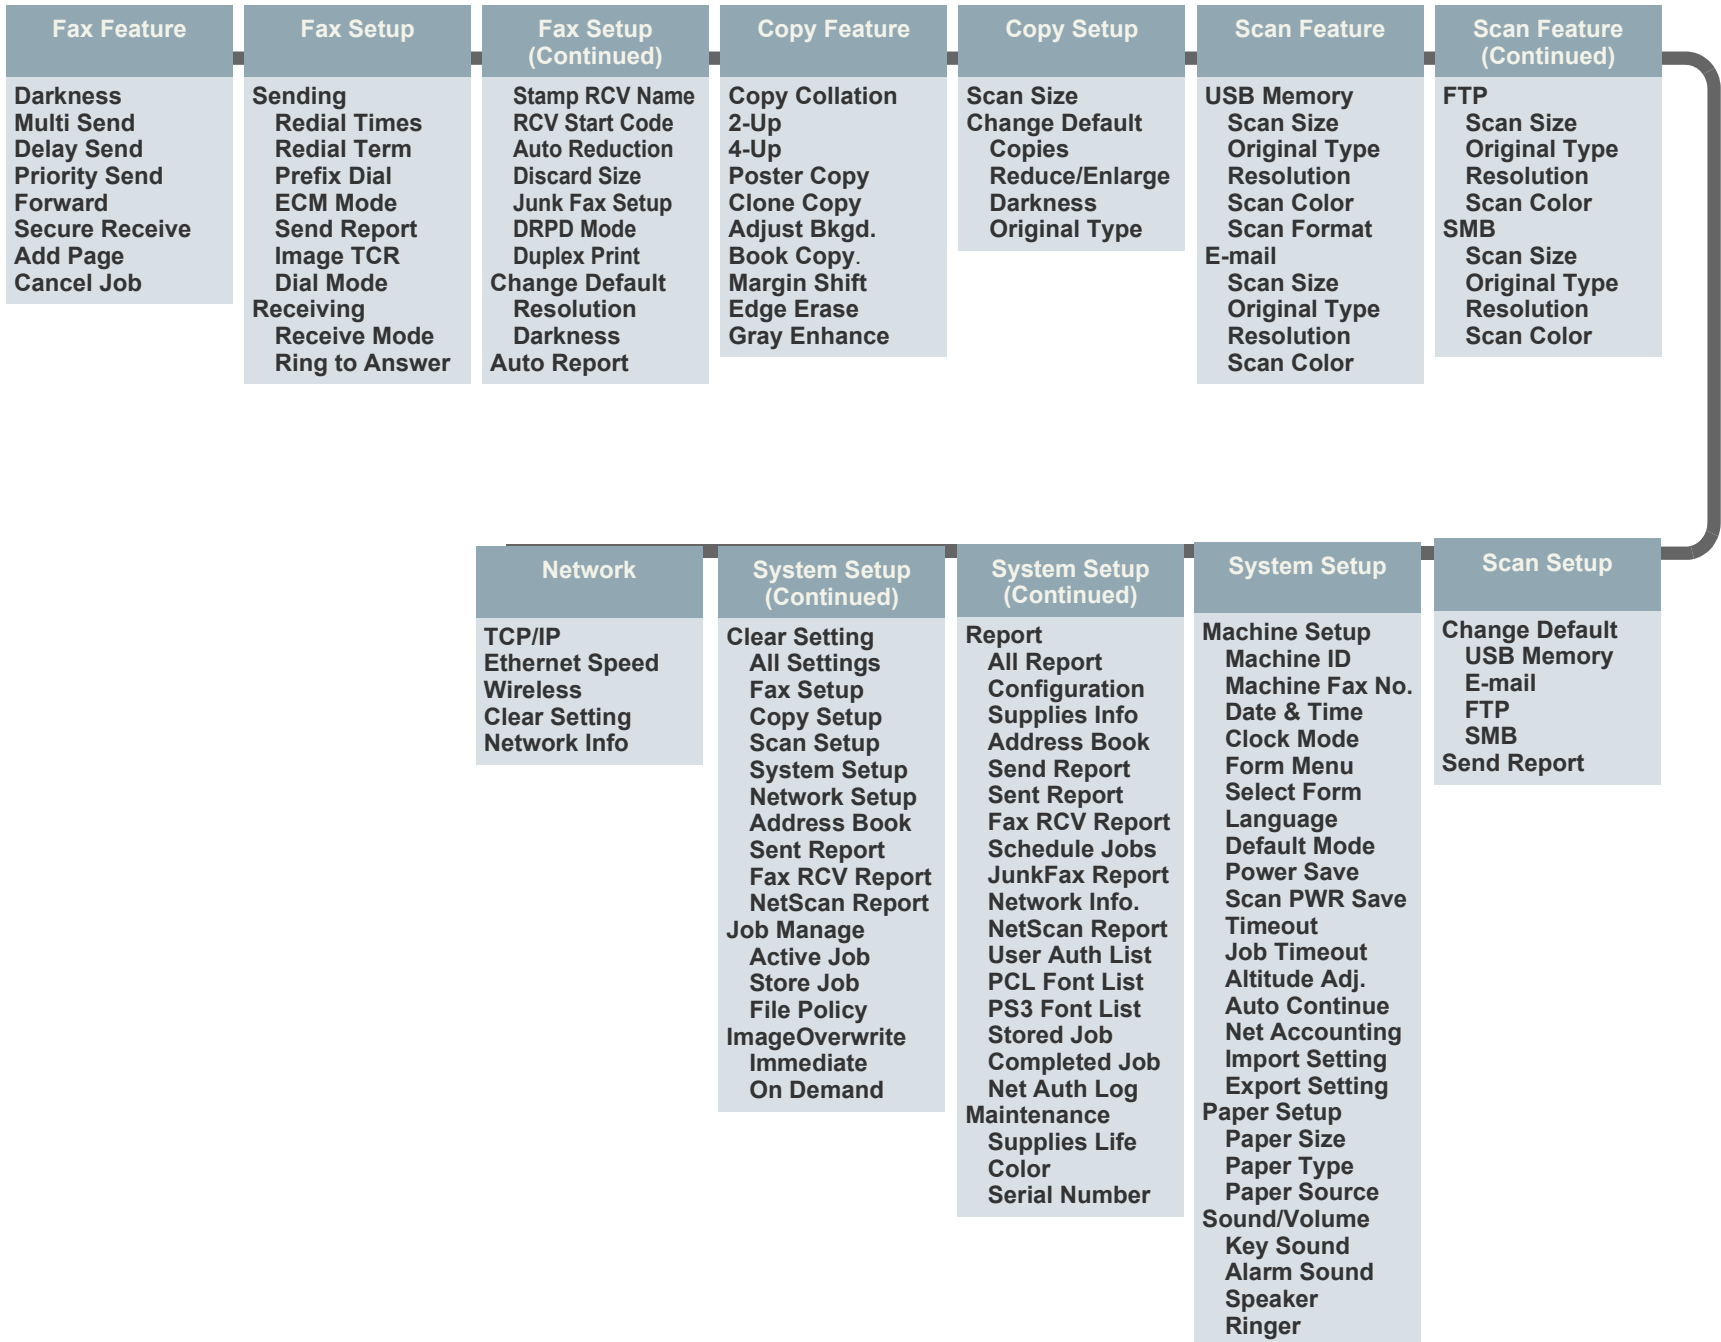 Fax Feature
Darkness
Multi Send
Delay Send
Priority Send
Forward
Secure Receive
Add Page
Cancel Job
Fax Setup
Sending
Redial Times
Redial Term
Prefix Dial
ECM Mode
Send Report
Image TCR
Dial Mode
Receiving
Receive Mode
Ring to Answer
Fax Setup
(Continued)
Stamp RCV Name
RCV Start Code
Auto Reduction
Discard Size
Junk Fax Setup
DRPD Mode
Duplex Print
Change Default
Resolution
Darkness
Auto Report
Copy Feature
Copy Collation
2-Up
4-Up
Poster Copy
Clone Copy
Adjust Bkgd.
Book Copy.
Margin Shift
Edge Erase
Gray Enhance
Copy Setup
Scan Size
Change Default
Copies
Reduce/Enlarge
Darkness
Original Type
Scan Feature
USB Memory
Scan Size
Original Type
Resolution
Scan Color
Scan Format
E-mail
Scan Size
Original Type
Resolution
Scan Color
Scan Feature
(Continued)
FTP
Scan Size
Original Type
Resolution
Scan Color
SMB
Scan Size
Original Type
Resolution
Scan Color
Network
TCP/IP
Ethernet Speed
Wireless
Clear Setting
Network Info
System Setup
(Continued)
Clear Setting
All Settings
Fax Setup
Copy Setup
Scan Setup
System Setup
Network Setup
Address Book
Sent Report
Fax RCV Report
NetScan Report
Job Manage
Active Job
Store Job
File Policy
ImageOverwrite
Immediate
On Demand
System Setup
(Continued)
Report
All Report
Configuration
Supplies Info
Address Book
Send Report
Sent Report
Fax RCV Report
Schedule Jobs
JunkFax Report
Network Info.
NetScan Report
User Auth List
PCL Font List
PS3 Font List
Stored Job
Completed Job
Net Auth Log
Maintenance
Supplies Life
Color
Serial Number
System Setup
Machine Setup
Machine ID
Machine Fax No.
Date & Time
Clock Mode
Form Menu
Select Form
Language
Default Mode
Power Save
Scan PWR Save
Timeout
Job Timeout
Altitude Adj.
Auto Continue
Net Accounting
Import Setting
Export Setting
Paper Setup
Paper Size
Paper Type
Paper Source
Sound/Volume
Key Sound
Alarm Sound
Speaker
Ringer
Scan Setup
Change Default
USB Memory
E-mail
FTP
SMB
Send Report